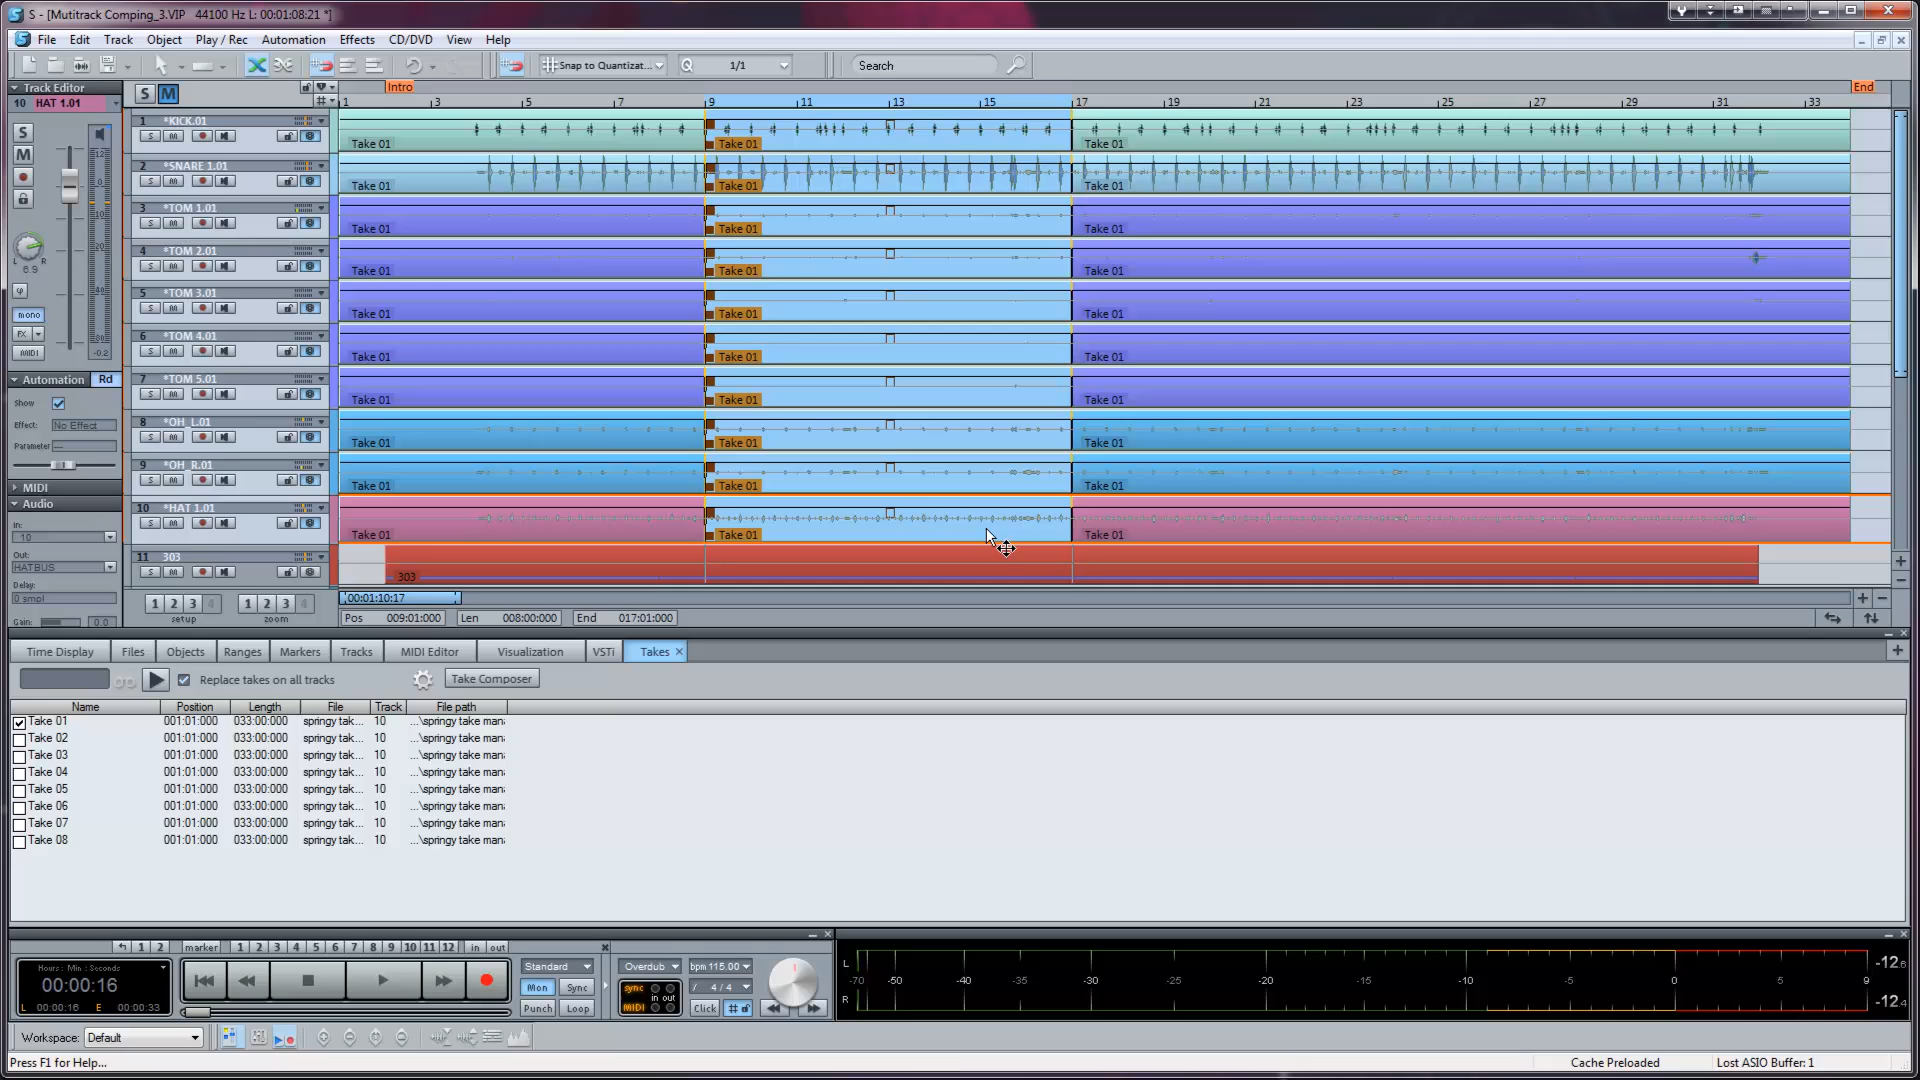 S - [Mutitrack Comping_3.VIP 44100 Hz L: 00:01:08:21 *]
File Edit Track Object Play / Rec Automation Effects CD/DVD View Help
Snap to Quantizat... Q 1/1 Search
Track Editor S M Intro End
10 HAT 1.01 1 3 5 7 9 11 13 15 17 19 21 23 25 27 29 31 33
1 *KICK.01
Take 01 Take 01 Take 01
2 *SNARE 1.01
Take 01 Take 01 Take 01
3 *TOM 1.01
Take 01 Take 01 Take 01
4 *TOM 2.01
Take 01 Take 01 Take 01
5 *TOM 3.01
Take 01 Take 01 Take 01
6 *TOM 4.01
Take 01 Take 01 Take 01
7 *TOM 5.01
Take 01 Take 01 Take 01
8 *OH_L.01
Take 01 Take 01 Take 01
9 *OH_R.01
Take 01 Take 01 Take 01
10 *HAT 1.01
Take 01 Take 01 Take 01
11 303
303
S
M
L R
6.9
mono
FX
MIDI
-0.2
Automation Rd
Show
Effect: No Effect
Parameter ---
MIDI
Audio
In:
10
Out:
HATBUS
Delay:
0 smpl
Gain: 0.0
1 2 3 4 1 2 3 4
setup zoom
00:01:10:17
Pos 009:01:000 Len 008:00:000 End 017:01:000
Time Display Files Objects Ranges Markers Tracks MIDI Editor Visualization VSTi Takes
Replace takes on all tracks Take Composer
Name Position Length File Track File path
Take 01 001:01:000 033:00:000 springy tak... 10 ...\springy take man
Take 02 001:01:000 033:00:000 springy tak... 10 ...\springy take man
Take 03 001:01:000 033:00:000 springy tak... 10 ...\springy take man
Take 04 001:01:000 033:00:000 springy tak... 10 ...\springy take man
Take 05 001:01:000 033:00:000 springy tak... 10 ...\springy take man
Take 06 001:01:000 033:00:000 springy tak... 10 ...\springy take man
Take 07 001:01:000 033:00:000 springy tak... 10 ...\springy take man
Take 08 001:01:000 033:00:000 springy tak... 10 ...\springy take man
1 2 marker 1 2 3 4 5 6 7 8 9 10 11 12 in out
Hours : Min : Seconds
00:00:16
L 00:00:16 E 00:00:33
Standard
Mon Sync
Punch Loop
Overdub bpm 115.00
sync in out MIDI
/ 4 / 4
Click
L -70 -50 -40 -30 -20 -10 -5 0 5 9 -12.6
R -12.4
Workspace: Default
Press F1 for Help... Cache Preloaded Lost ASIO Buffer: 1